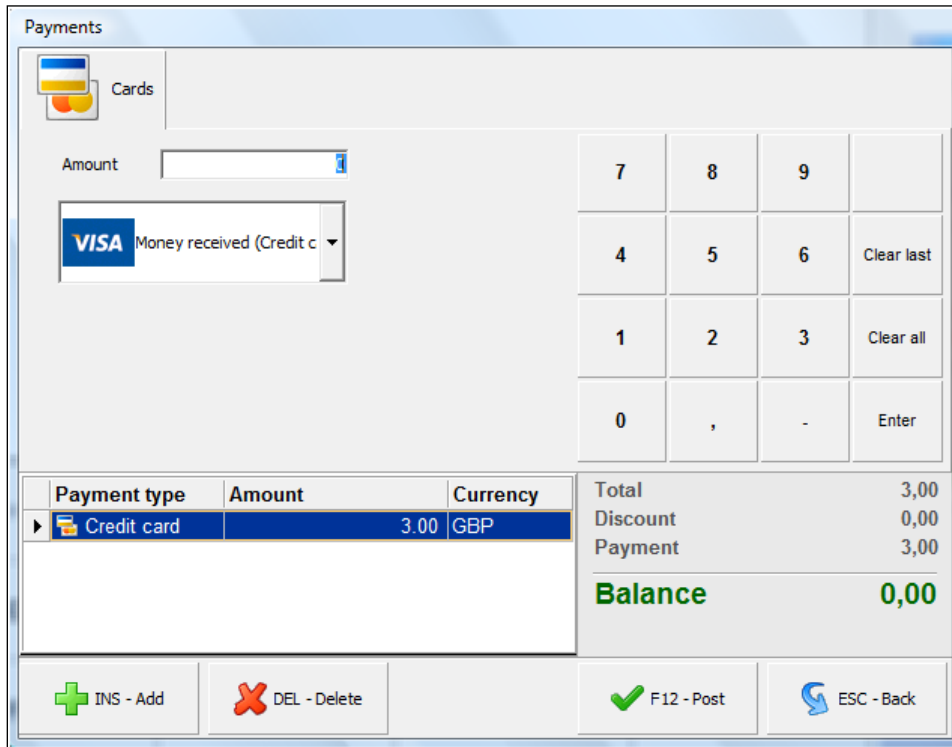 Payments
Cards
Amount 3
VISA Money received (Credit c
7 8 9
4 5 6 Clear last
1 2 3 Clear all
0 , - Enter
Payment type Amount Currency
Credit card 3.00 GBP
Total 3,00
Discount 0,00
Payment 3,00
Balance 0,00
INS - Add DEL - Delete F12 - Post ESC - Back